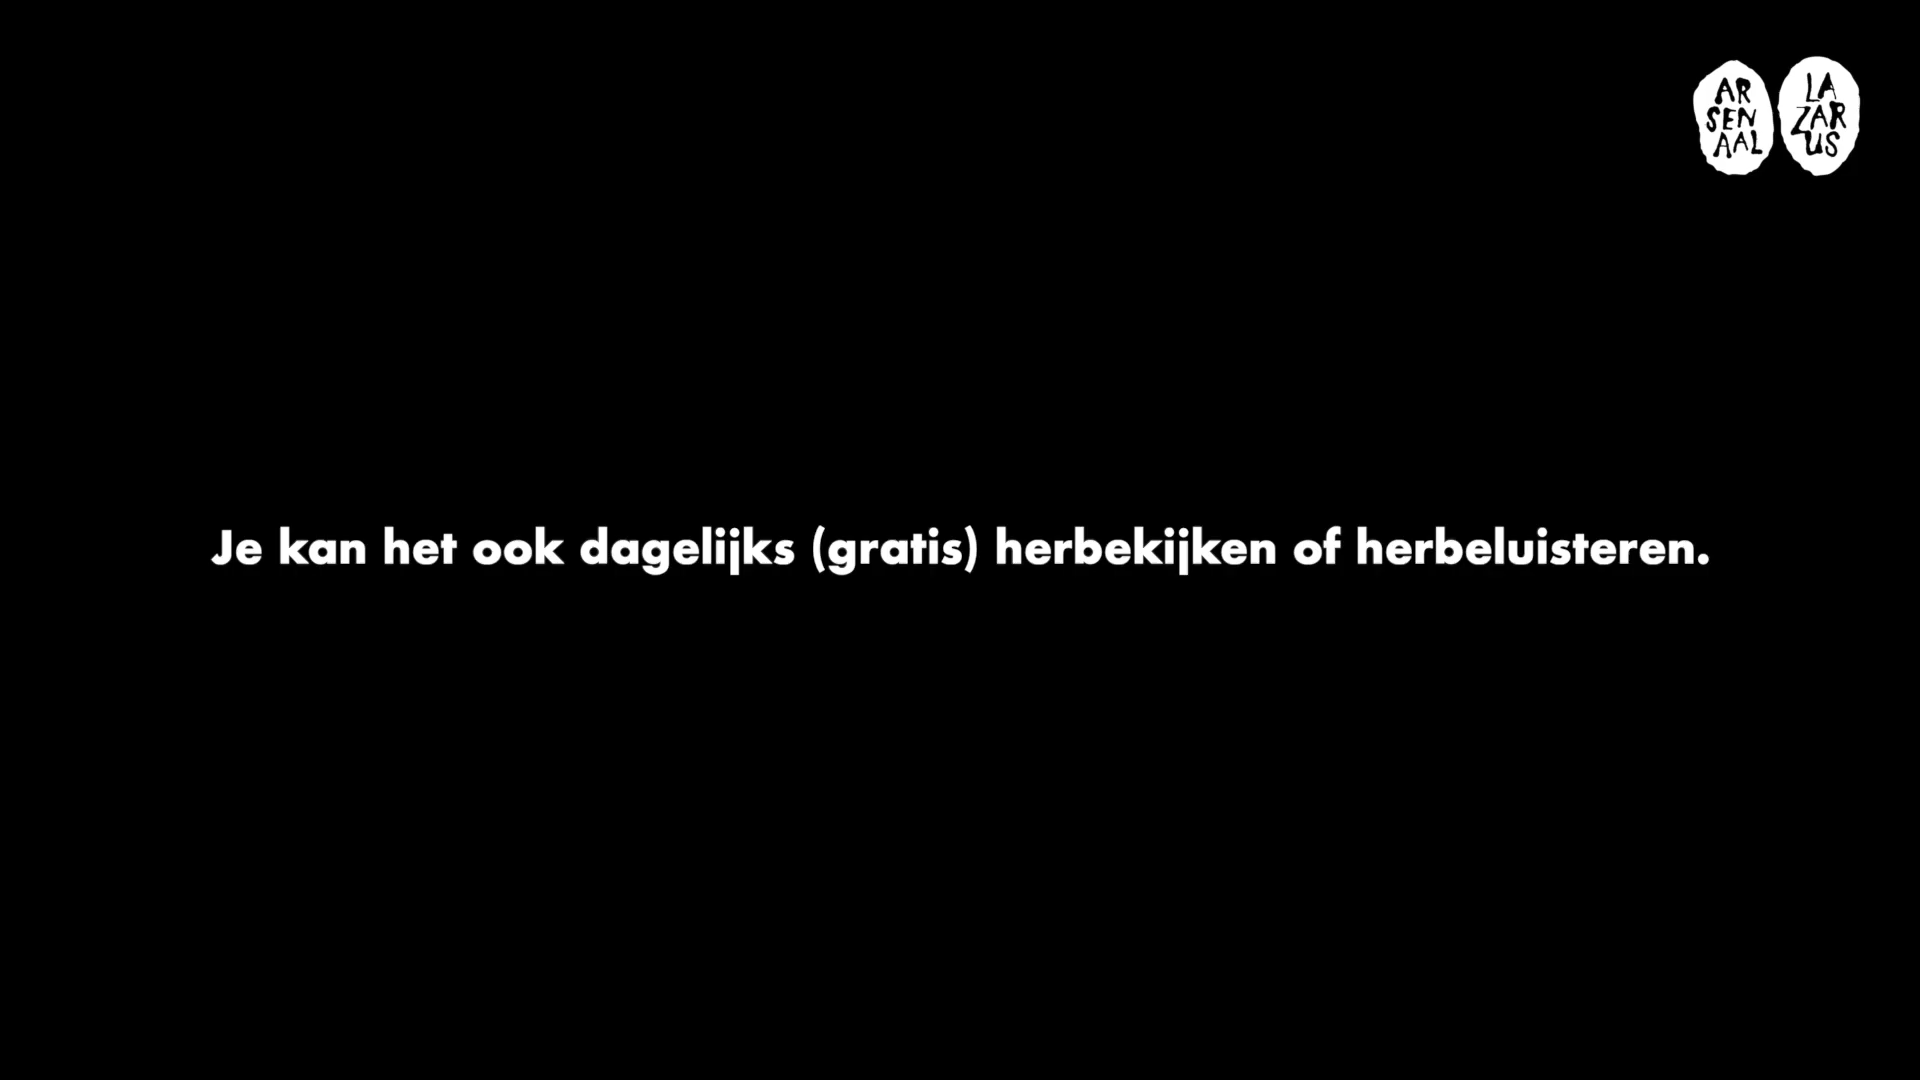 AR
SEN
AAL
LA
ZAR
US
Je kan het ook dagelijks (gratis) herbekijken of herbeluisteren.